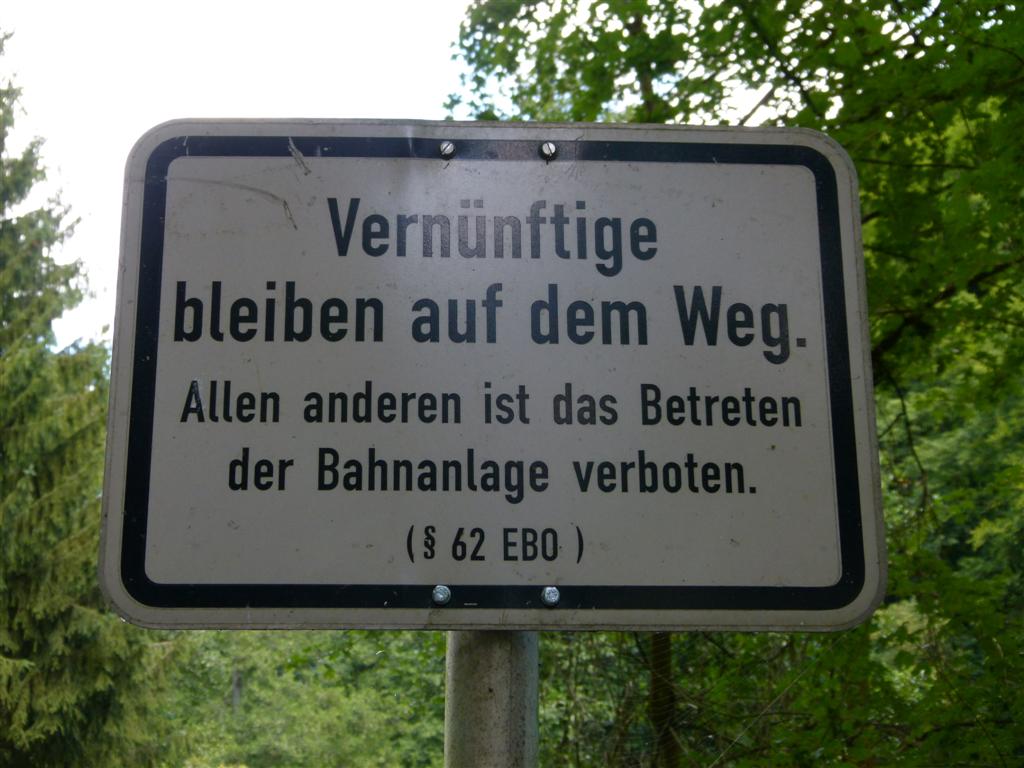 Vernünftige
bleiben auf dem Weg.
Allen anderen ist das Betreten
der Bahnanlage verboten.
(§ 62 EBO )